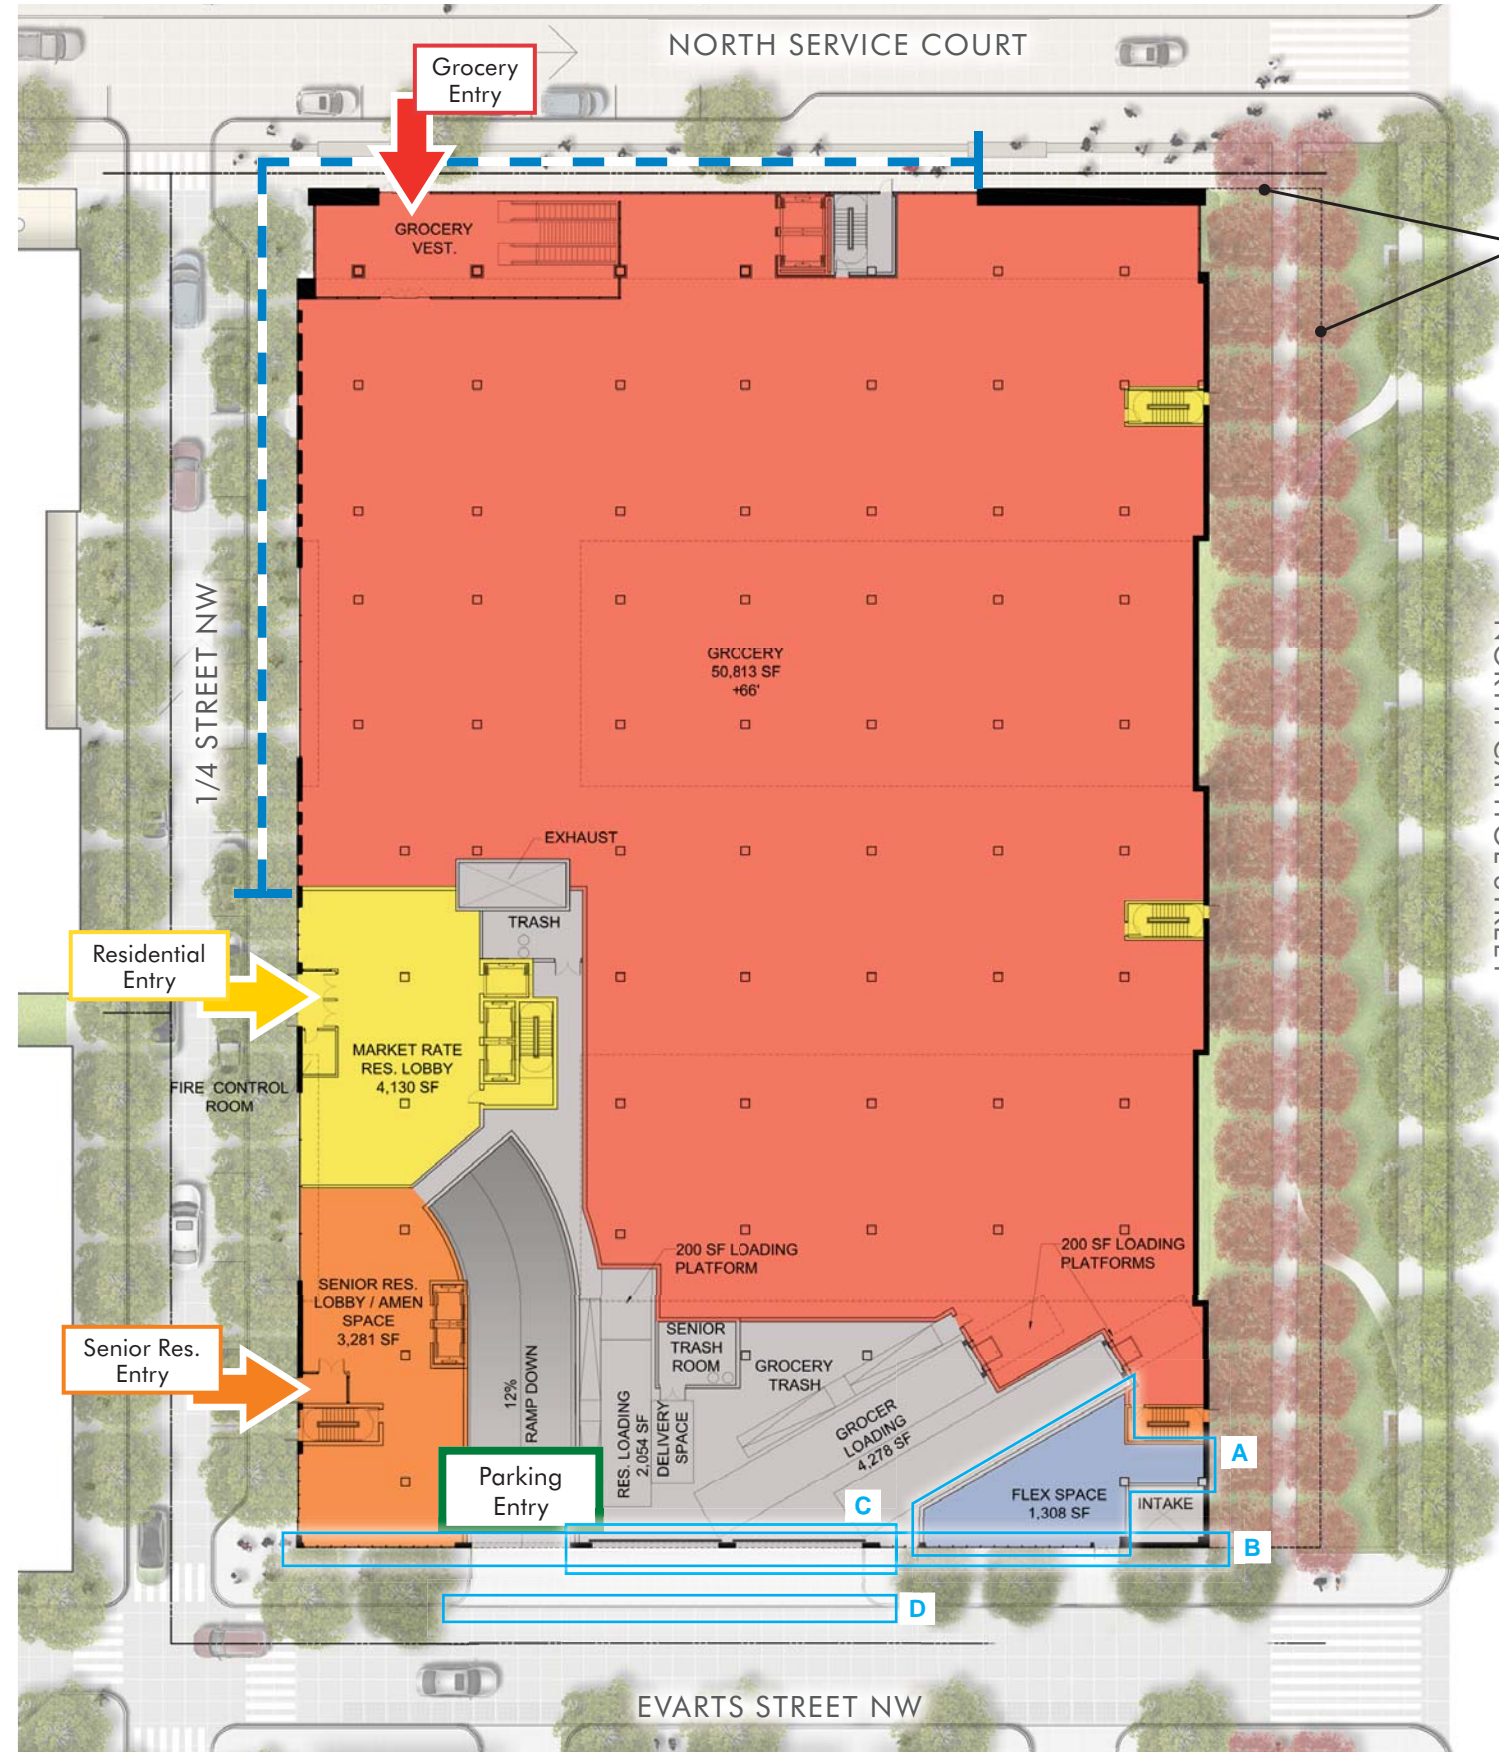 NORTH SERVICE COURT
Grocery
Entry
GROCERY
VEST.
1/4 STREET NW
GROCERY
50,813 SF
+66'
NORTH CAPITOL STREET
EXHAUST
TRASH
Residential
Entry
MARKET RATE
RES. LOBBY
4,130 SF
FIRE CONTROL
ROOM
200 SF LOADING
PLATFORM
200 SF LOADING
PLATFORMS
SENIOR RES.
LOBBY / AMEN
SPACE
3,281 SF
Senior Res.
Entry
SENIOR
TRASH
ROOM
GROCERY
TRASH
12%
RAMP DOWN
RES. LOADING
2,054 SF
DELIVERY
SPACE
GROCER
LOADING
4,278 SF
A
Parking
Entry
C
FLEX SPACE
1,308 SF
INTAKE
B
D
EVARTS STREET NW